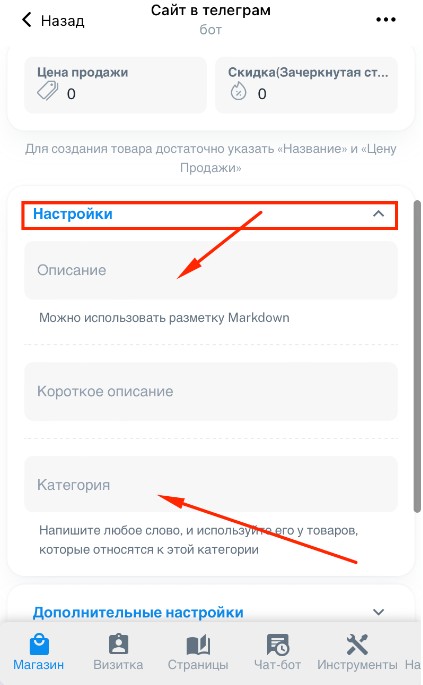 Назад
Сайт в телеграм
бот
Цена продажи
0
Скидка(Зачеркнутая ст...
0
Для создания товара достаточно указать «Название» и «Цену
Продажи»
Настройки
Описание
Можно использовать разметку Markdown
Короткое описание
Категория
Напишите любое слово, и используйте его у товаров,
которые относятся к этой категории
Дополнительные настройки
Магазин
Визитка
Страницы
Чат-бот
Инструменты
На